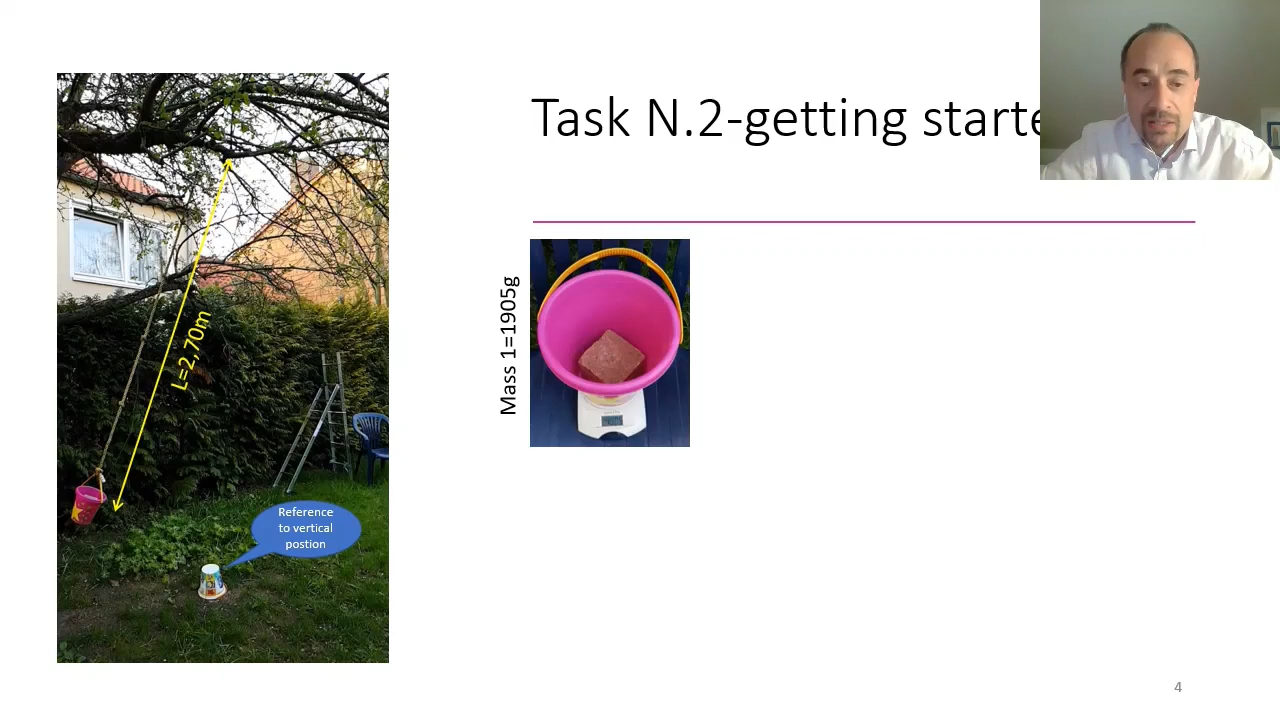 Task N.2-getting starte
L=2,70m
Mass 1=1905g
Reference
to vertical
postion
4